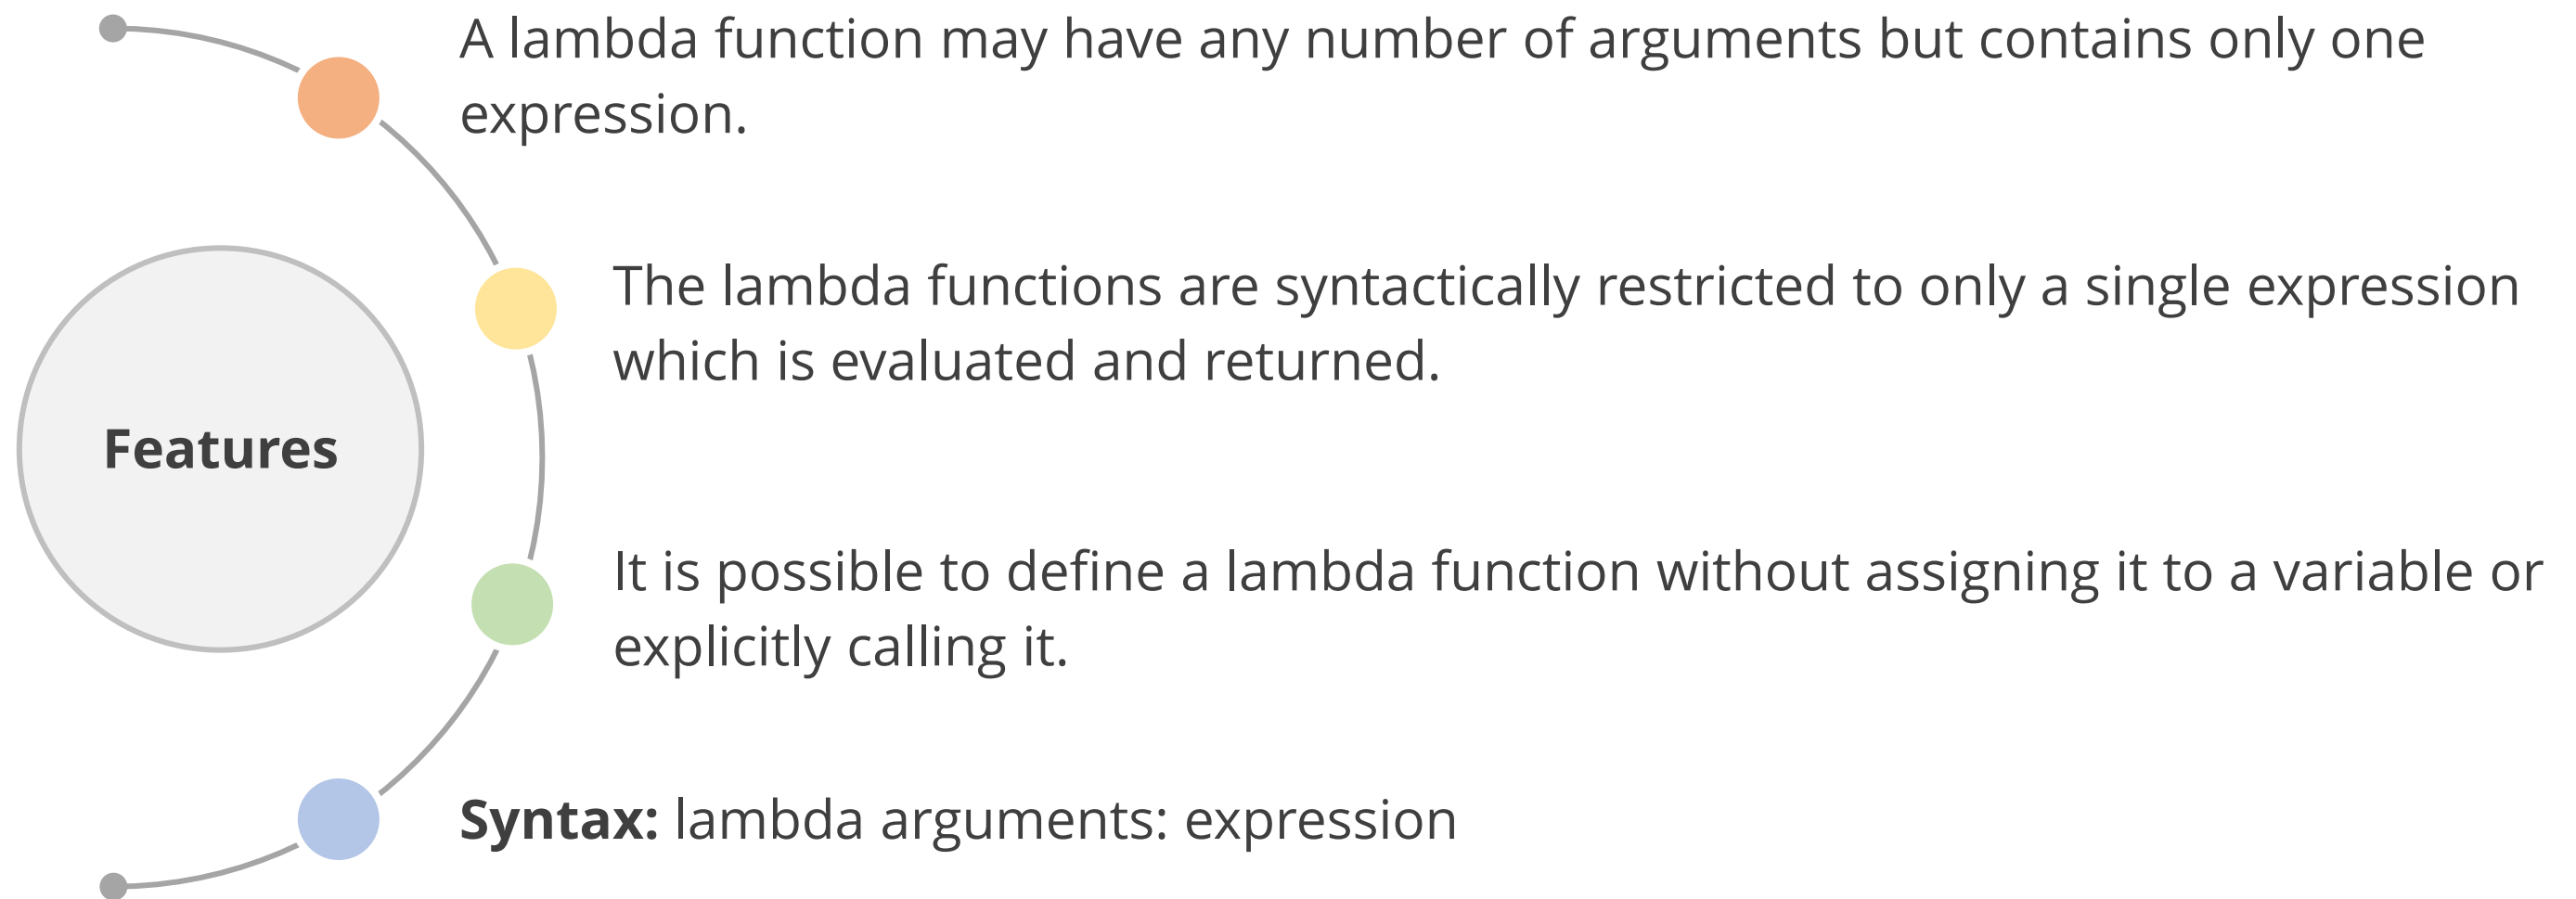 A lambda function may have any number of arguments but contains only one
expression.
The lambda functions are syntactically restricted to only a single expression
which is evaluated and returned.
Features
It is possible to define a lambda function without assigning it to a variable or
explicitly calling it.
Syntax: lambda arguments: expression